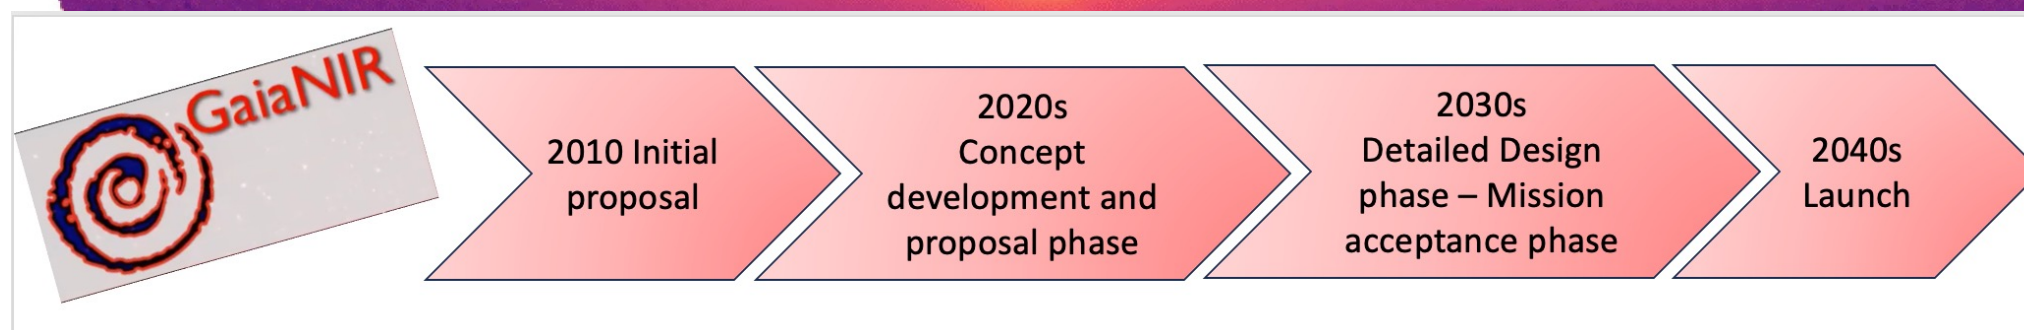 GaiaNIR
2010 Initial
proposal
2020s
Concept
development and
proposal phase
2030s
Detailed Design
phase – Mission
acceptance phase
2040s
Launch